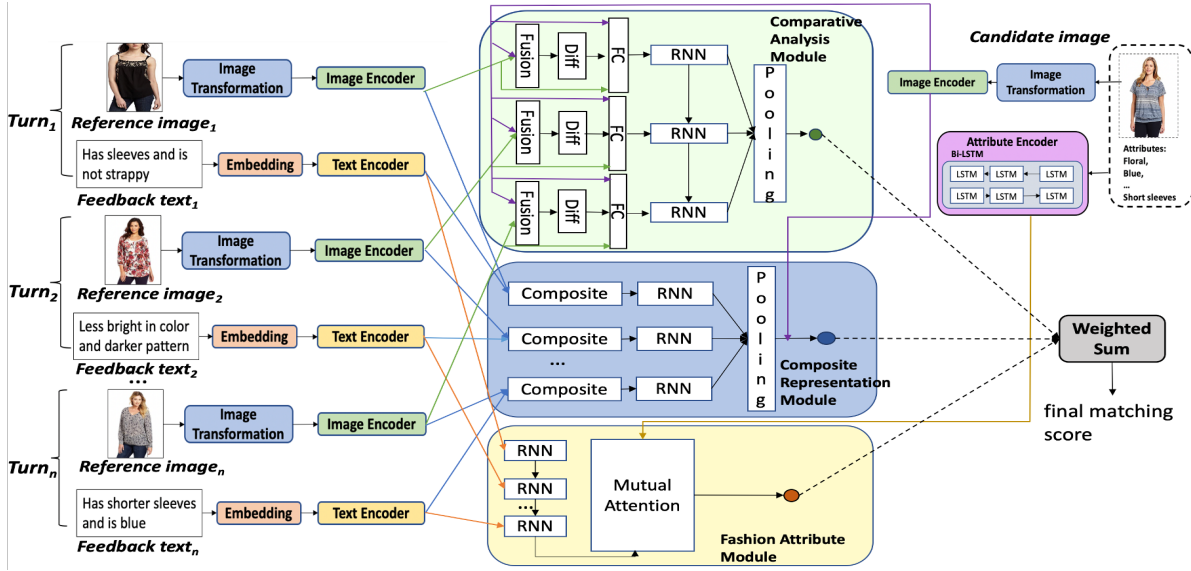 Turn1
Reference image1
Image
Transformation
Image Encoder
Has sleeves and is
not strappy
Feedback text1
Embedding
Text Encoder
Turn2
Reference image2
Image
Transformation
Image Encoder
Less bright in color
and darker pattern
Feedback text2
Embedding
Text Encoder
...
Turnn
Reference imagen
Image
Transformation
Image Encoder
Has shorter sleeves
and is blue
Feedback textn
Embedding
Text Encoder
Comparative
Analysis
Module
Fusion
Diff
FC
RNN
Fusion
Diff
FC
RNN
Fusion
Diff
FC
RNN
Pooling
Composite
RNN
Composite
RNN
...
Composite
RNN
Pooling
Composite
Representation
Module
RNN
RNN
...
RNN
Mutual
Attention
Fashion Attribute
Module
Candidate image
Image Encoder
Image
Transformation
Attributes:
Floral,
Blue,
...
Short sleeves
Attribute Encoder
Bi-LSTM
LSTM LSTM LSTM
LSTM LSTM LSTM
Weighted
Sum
final matching
score